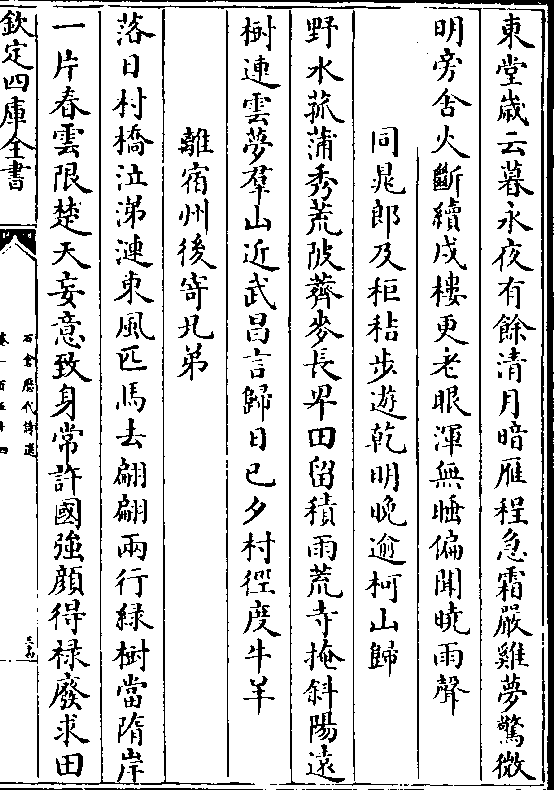 東堂歲云暮永夜有餘清月暗雁程急霜嚴雞夢驚微
明旁舍火斷續戍樓更老眼渾無睡偏聞曉雨聲
同晁郎及秬秸步遊乾明晚逾柯山歸
野水菰蒲秀荒陂薺麥長卑田留積雨荒寺掩斜陽遠
樹連雲夢羣山近武昌言歸日已夕村徑度牛羊
離宿州後寄兄弟
落日村橋泣涕漣東風匹馬去翩翩兩行緑樹當隋岸
一片春雲限楚天妄意致身常許國強顔得禄廢求田
欽定四庫全書
石倉歷代詩選
卷一百五十四